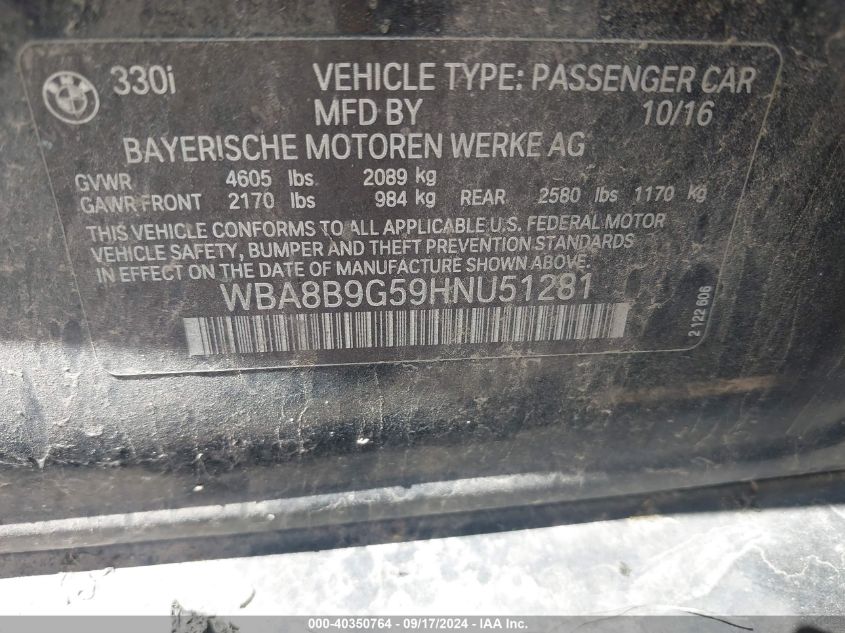 BMW
330i VEHICLE TYPE: PASSENGER CAR
MFD BY 10/16
BAYERISCHE MOTOREN WERKE AG
GVWR 4605 lbs 2089 kg
GAWR FRONT 2170 lbs 984 kg REAR 2580 lbs 1170 kg
THIS VEHICLE CONFORMS TO ALL APPLICABLE U.S. FEDERAL MOTOR
VEHICLE SAFETY, BUMPER AND THEFT PREVENTION STANDARDS
IN EFFECT ON THE DATE OF MANUFACTURE SHOWN ABOVE.
WBA8B9G59HNU51281
2 122 606
000-40350764 - 09/17/2024 - IAA Inc.